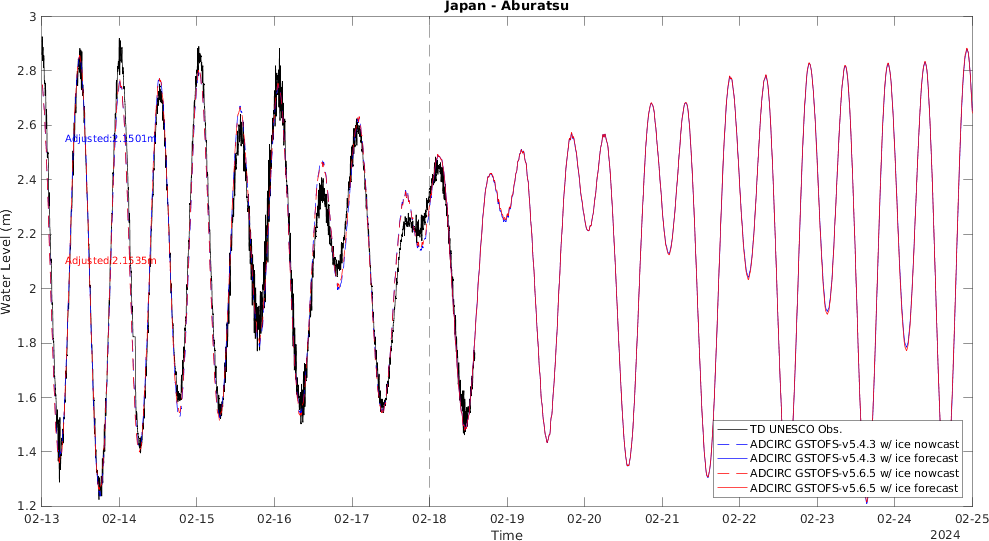 Japan - Aburatsu
3
2.8
2.6
2.4
2.2
2
1.8
1.6
1.4
1.2
Water Level (m)
Adjusted:2.1501m
Adjusted:2.1535m
TD UNESCO Obs.
ADCIRC GSTOFS-v5.4.3 w/ ice nowcast
ADCIRC GSTOFS-v5.4.3 w/ ice forecast
ADCIRC GSTOFS-v5.6.5 w/ ice nowcast
ADCIRC GSTOFS-v5.6.5 w/ ice forecast
02-13 02-14 02-15 02-16 02-17 02-18 02-19 02-20 02-21 02-22 02-23 02-24 02-25
Time
2024